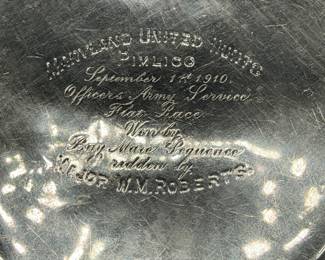 MARYLAND UNITED HUNTS
PIMLICO
September 1st 1910.
Officers Army Service
Flat Race
Won by
Bay Mare Sequence
ridden by
MAJOR W.M. ROBERTS.